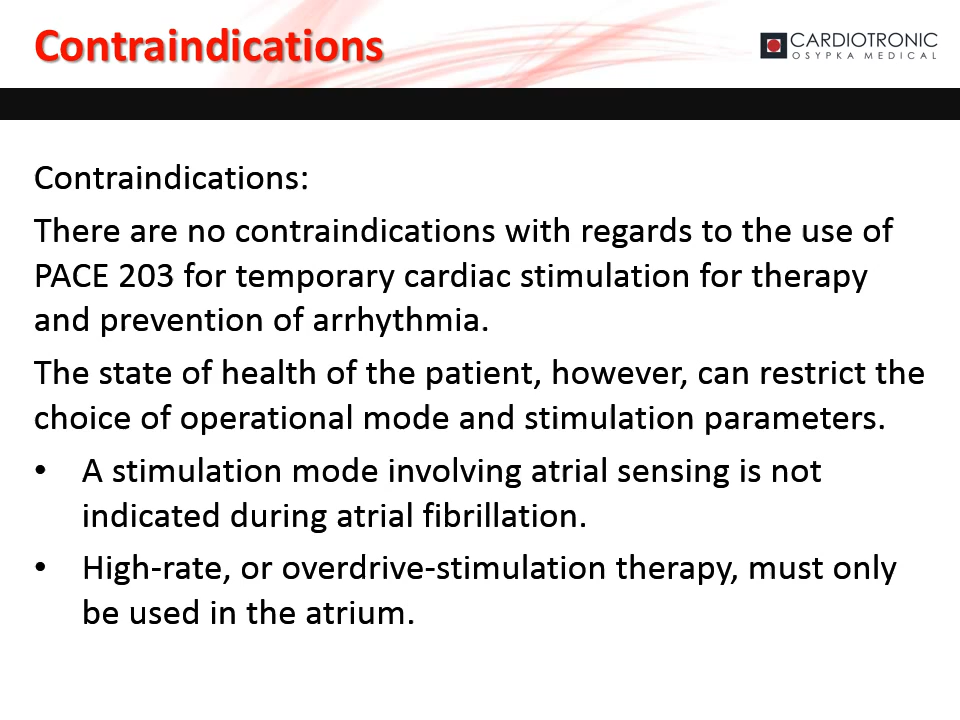 Contraindications
CARDIOTRONIC
OSYPKA MEDICAL
Contraindications:
There are no contraindications with regards to the use of
PACE 203 for temporary cardiac stimulation for therapy
and prevention of arrhythmia.
The state of health of the patient, however, can restrict the
choice of operational mode and stimulation parameters.
• A stimulation mode involving atrial sensing is not
indicated during atrial fibrillation.
• High-rate, or overdrive-stimulation therapy, must only
be used in the atrium.